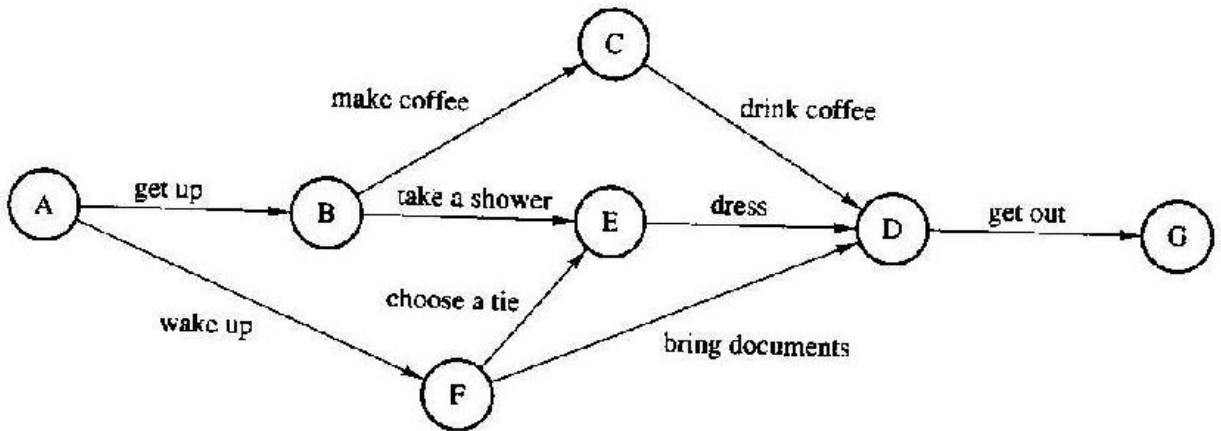 C
make coffee
drink coffee
A
get up
B
take a shower
E
dress
D
get out
G
choose a tie
wake up
bring documents
F